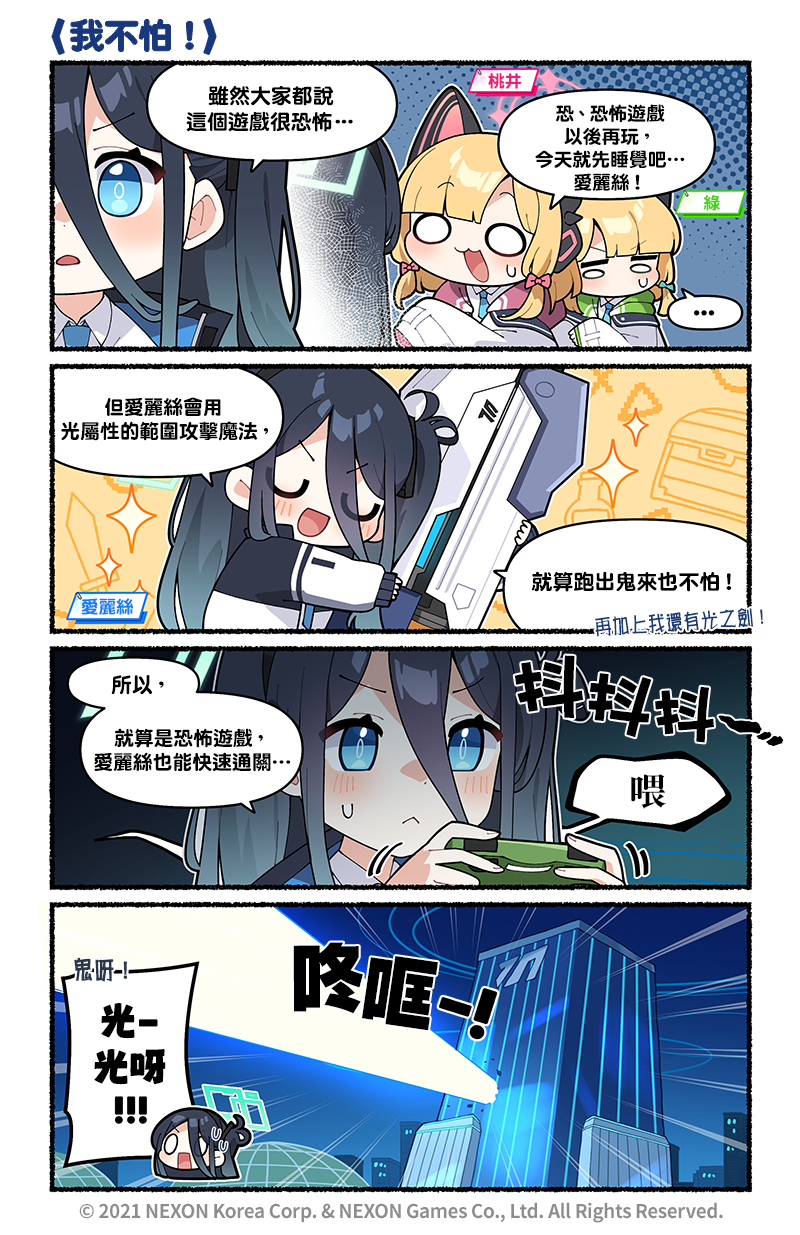 《我不怕！》
雖然大家都說
這個遊戲很恐怖…
桃井
恐、恐怖遊戲
以後再玩，
今天就先睡覺吧…
愛麗絲！
綠
…
但愛麗絲會用
光屬性的範圍攻擊魔法，
愛麗絲
就算跑出鬼來也不怕！
再加上我還有光之劍！
所以，
就算是恐怖遊戲，
愛麗絲也能快速通關…
抖抖抖~...
喂
鬼呀-!
光-
光呀
!!!
咚哐-!
© 2021 NEXON Korea Corp. & NEXON Games Co., Ltd. All Rights Reserved.